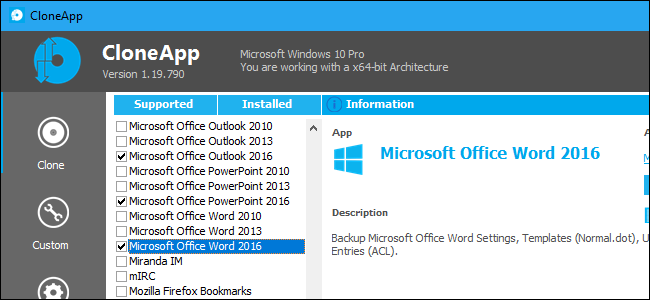 CloneApp
CloneApp
Version 1.19.790
Microsoft Windows 10 Pro
You are working with a x64-bit Architecture
Clone
Custom
Supported
Installed
Microsoft Office Outlook 2010
Microsoft Office Outlook 2013
Microsoft Office Outlook 2016
Microsoft Office PowerPoint 2010
Microsoft Office PowerPoint 2013
Microsoft Office PowerPoint 2016
Microsoft Office Word 2010
Microsoft Office Word 2013
Microsoft Office Word 2016
Miranda IM
mIRC
Mozilla Firefox Bookmarks
Information
App
Microsoft Office Word 2016
Description
Backup Microsoft Office Word Settings, Templates (Normal.dot), U
Entries (ACL).